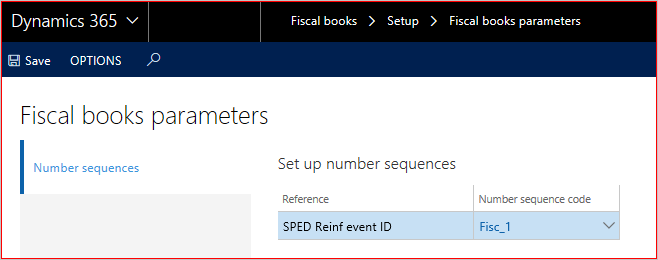 Dynamics 365 Fiscal books > Setup > Fiscal books parameters
Save OPTIONS
Fiscal books parameters
Number sequences
Set up number sequences
Reference Number sequence code
SPED Reinf event ID Fisc_1